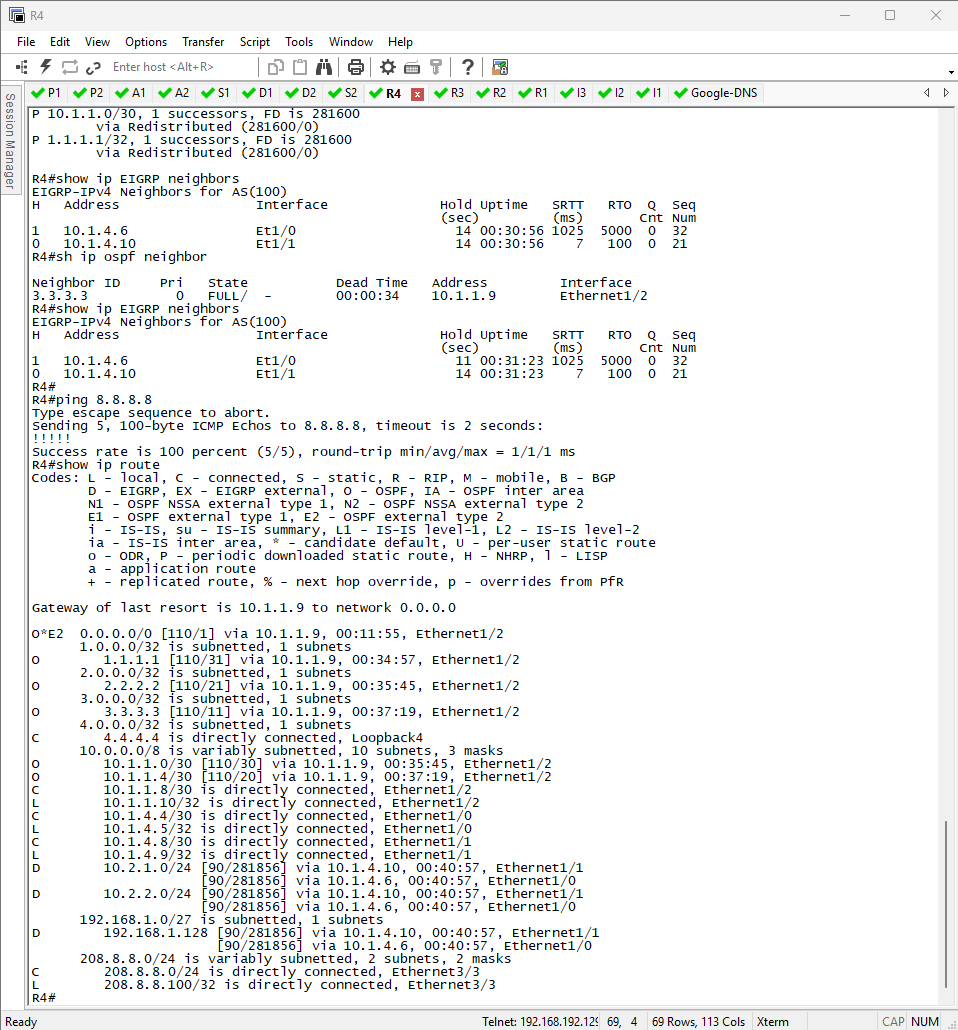 R4
File Edit View Options Transfer Script Tools Window Help
Enter host <Alt+R>
P1 P2 A1 A2 S1 D1 D2 S2 R4 R3 R2 R1 I3 I2 I1 Google-DNS
Session Manager
P 10.1.1.0/30, 1 successors, FD is 281600
        via Redistributed (281600/0)
P 1.1.1.1/32, 1 successors, FD is 281600
        via Redistributed (281600/0)
R4#show ip EIGRP neighbors
EIGRP-IPv4 Neighbors for AS(100)
H   Address                 Interface              Hold Uptime   SRTT   RTO  Q  Seq
                                                   (sec)         (ms)       Cnt Num
1   10.1.4.6                Et1/0                    14 00:30:56 1025  5000  0  32
0   10.1.4.10               Et1/1                    14 00:30:56    7   100  0  21
R4#sh ip ospf neighbor
Neighbor ID     Pri   State           Dead Time   Address         Interface
3.3.3.3           0   FULL/  -        00:00:34    10.1.1.9        Ethernet1/2
R4#show ip EIGRP neighbors
EIGRP-IPv4 Neighbors for AS(100)
H   Address                 Interface              Hold Uptime   SRTT   RTO  Q  Seq
                                                   (sec)         (ms)       Cnt Num
1   10.1.4.6                Et1/0                    11 00:31:23 1025  5000  0  32
0   10.1.4.10               Et1/1                    14 00:31:23    7   100  0  21
R4#
R4#ping 8.8.8.8
Type escape sequence to abort.
Sending 5, 100-byte ICMP Echos to 8.8.8.8, timeout is 2 seconds:
!!!!!
Success rate is 100 percent (5/5), round-trip min/avg/max = 1/1/1 ms
R4#show ip route
Codes: L - local, C - connected, S - static, R - RIP, M - mobile, B - BGP
       D - EIGRP, EX - EIGRP external, O - OSPF, IA - OSPF inter area
       N1 - OSPF NSSA external type 1, N2 - OSPF NSSA external type 2
       E1 - OSPF external type 1, E2 - OSPF external type 2
       i - IS-IS, su - IS-IS summary, L1 - IS-IS level-1, L2 - IS-IS level-2
       ia - IS-IS inter area, * - candidate default, U - per-user static route
       o - ODR, P - periodic downloaded static route, H - NHRP, l - LISP
       a - application route
       + - replicated route, % - next hop override, p - overrides from PfR
Gateway of last resort is 10.1.1.9 to network 0.0.0.0
O*E2  0.0.0.0/0 [110/1] via 10.1.1.9, 00:11:55, Ethernet1/2
      1.0.0.0/32 is subnetted, 1 subnets
O        1.1.1.1 [110/31] via 10.1.1.9, 00:34:57, Ethernet1/2
      2.0.0.0/32 is subnetted, 1 subnets
O        2.2.2.2 [110/21] via 10.1.1.9, 00:35:45, Ethernet1/2
      3.0.0.0/32 is subnetted, 1 subnets
O        3.3.3.3 [110/11] via 10.1.1.9, 00:37:19, Ethernet1/2
      4.0.0.0/32 is subnetted, 1 subnets
C        4.4.4.4 is directly connected, Loopback4
      10.0.0.0/8 is variably subnetted, 10 subnets, 3 masks
O        10.1.1.0/30 [110/30] via 10.1.1.9, 00:35:45, Ethernet1/2
O        10.1.1.4/30 [110/20] via 10.1.1.9, 00:37:19, Ethernet1/2
C        10.1.1.8/30 is directly connected, Ethernet1/2
L        10.1.1.10/32 is directly connected, Ethernet1/2
C        10.1.4.4/30 is directly connected, Ethernet1/0
L        10.1.4.5/32 is directly connected, Ethernet1/0
C        10.1.4.8/30 is directly connected, Ethernet1/1
L        10.1.4.9/32 is directly connected, Ethernet1/1
D        10.2.1.0/24 [90/281856] via 10.1.4.10, 00:40:57, Ethernet1/1
                     [90/281856] via 10.1.4.6, 00:40:57, Ethernet1/0
D        10.2.2.0/24 [90/281856] via 10.1.4.10, 00:40:57, Ethernet1/1
                     [90/281856] via 10.1.4.6, 00:40:57, Ethernet1/0
      192.168.1.0/27 is subnetted, 1 subnets
D        192.168.1.128 [90/281856] via 10.1.4.10, 00:40:57, Ethernet1/1
                       [90/281856] via 10.1.4.6, 00:40:57, Ethernet1/0
      208.8.8.0/24 is variably subnetted, 2 subnets, 2 masks
C        208.8.8.0/24 is directly connected, Ethernet3/3
L        208.8.8.100/32 is directly connected, Ethernet3/3
R4#
Ready Telnet: 192.168.192.129 69, 4 69 Rows, 113 Cols Xterm CAP NUM